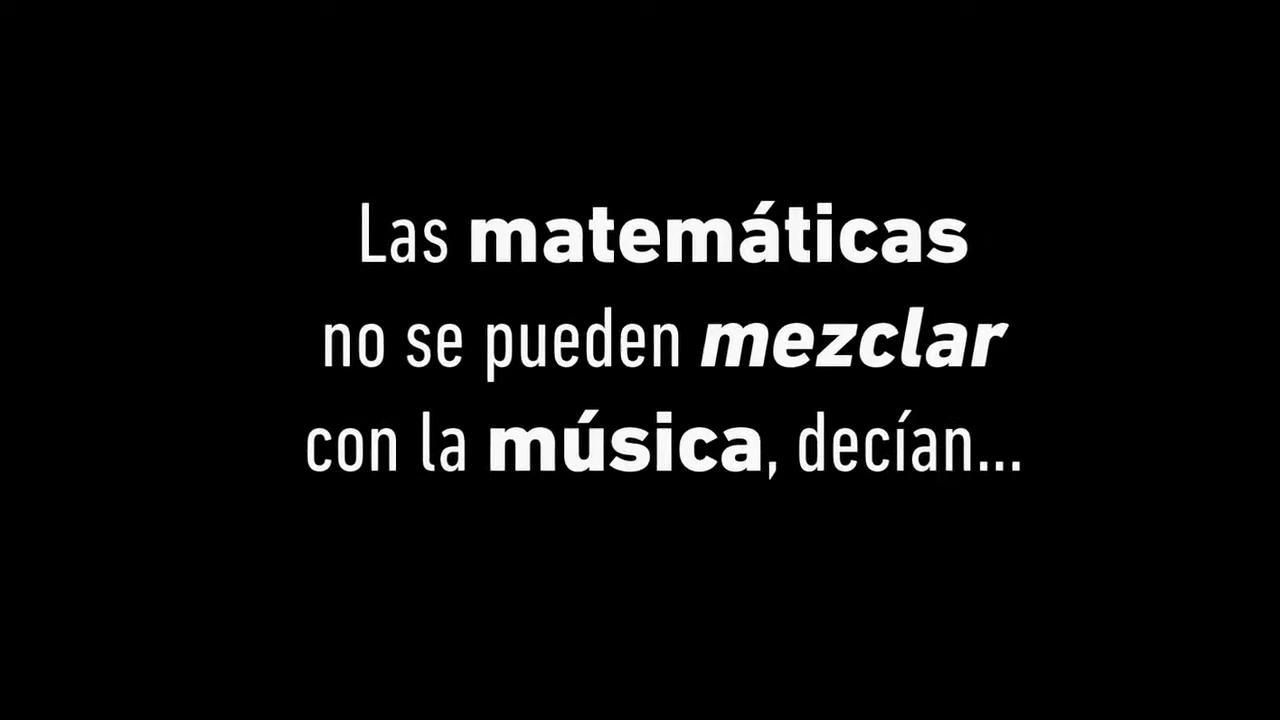 Las matemáticas
no se pueden mezclar
con la música, decían...